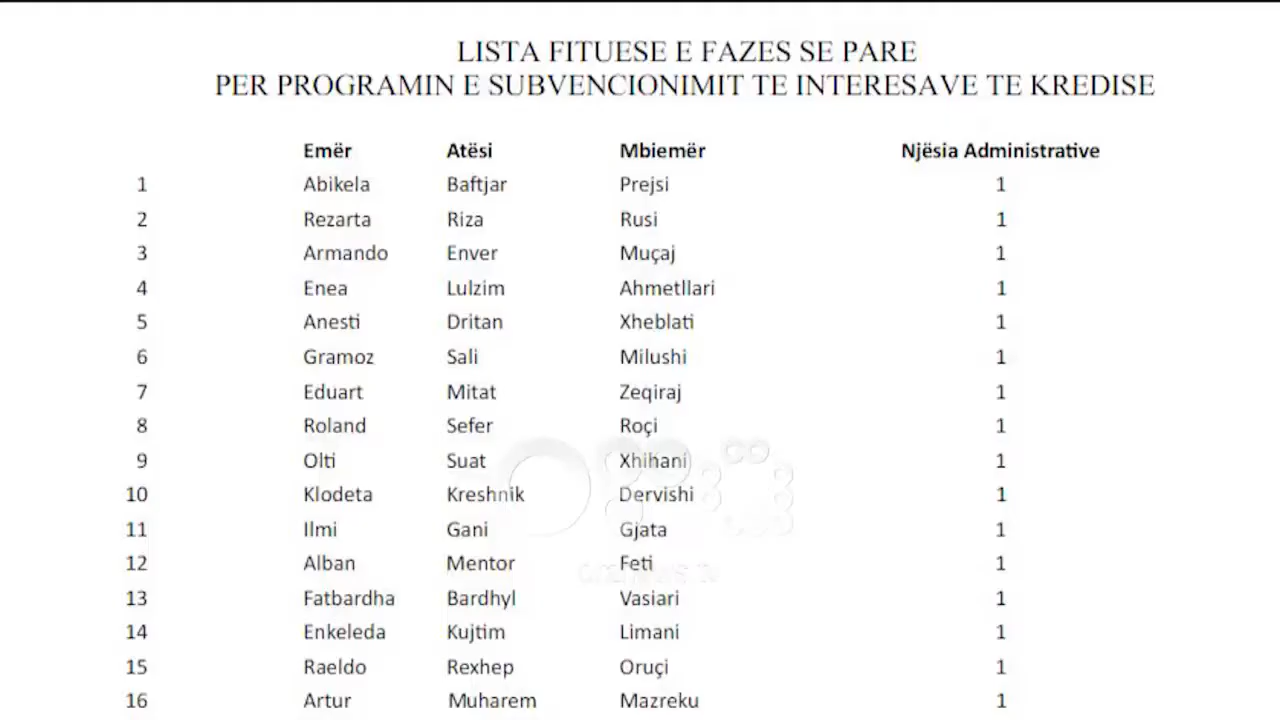 LISTA FITUESE E FAZES SE PARE
PER PROGRAMIN E SUBVENCIONIMIT TE INTERESAVE TE KREDISE
Emër Atësi Mbiemër Njësia Administrative
1 Abikela Baftjar Prejsi 1
2 Rezarta Riza Rusi 1
3 Armando Enver Muçaj 1
4 Enea Lulzim Ahmetllari 1
5 Anesti Dritan Xheblati 1
6 Gramoz Sali Milushi 1
7 Eduart Mitat Zeqiraj 1
8 Roland Sefer Roçi 1
9 Olti Suat Xhihani 1
10 Klodeta Kreshnik Dervishi 1
11 Ilmi Gani Gjata 1
12 Alban Mentor Feti 1
13 Fatbardha Bardhyl Vasiari 1
14 Enkeleda Kujtim Limani 1
15 Raeldo Rexhep Oruçi 1
16 Artur Muharem Mazreku 1